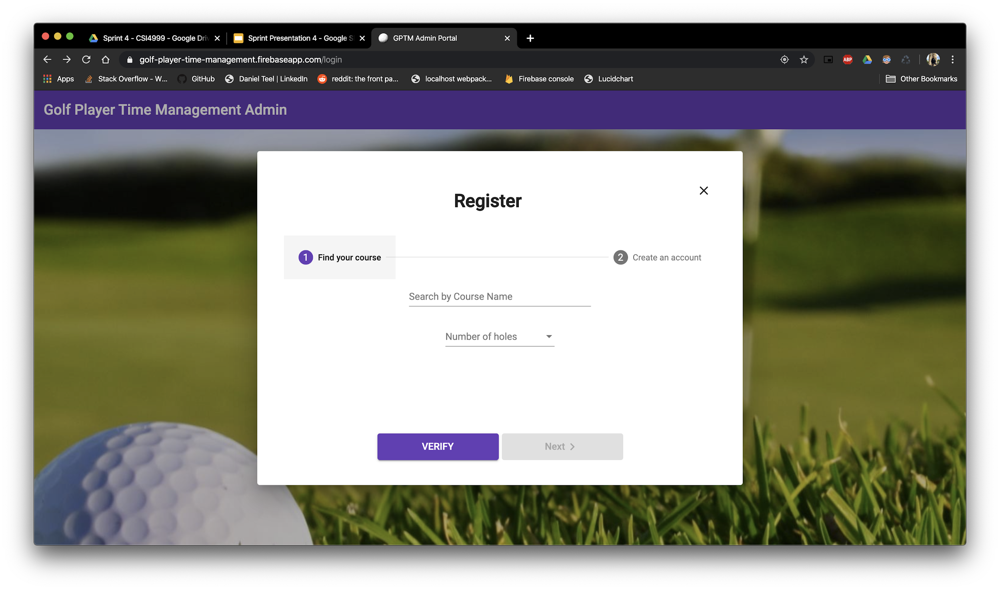 Sprint 4 - CSI4999 - Google Driv
Sprint Presentation 4 - Google S
GPTM Admin Portal
golf-player-time-management.firebaseapp.com/login
ABP
Apps
Stack Overflow - W...
GitHub
Daniel Teel | LinkedIn
reddit: the front pa...
localhost webpack...
Firebase console
Lucidchart
Other Bookmarks
Golf Player Time Management Admin
Register
1 Find your course
2 Create an account
Search by Course Name
Number of holes
VERIFY
Next